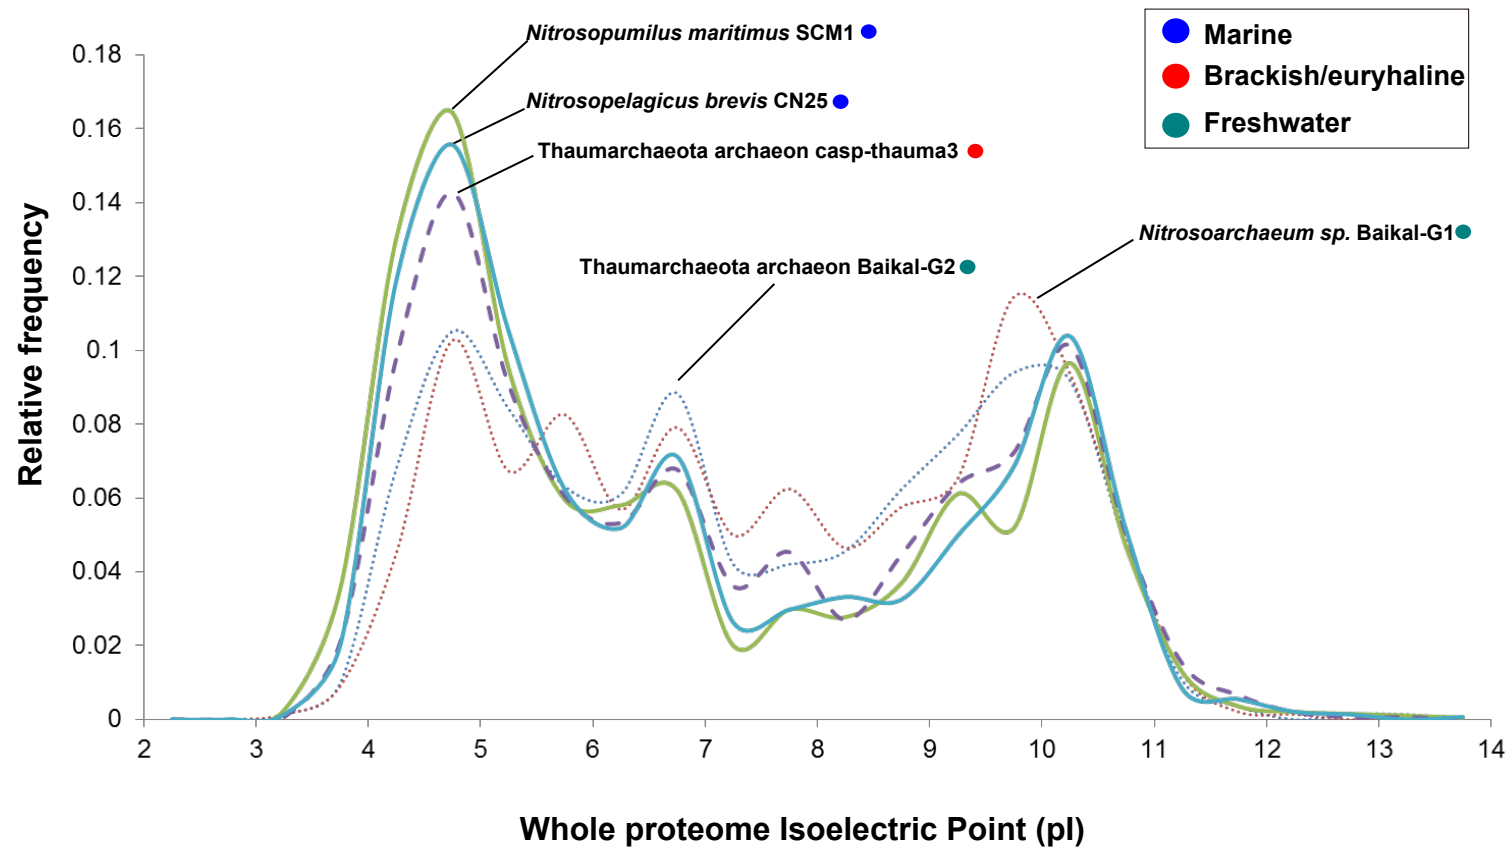 Nitrosopumilus maritimus SCM1
Marine
Brackish/euryhaline
Freshwater
Nitrosopelagicus brevis CN25
Thaumarchaeota archaeon casp-thauma3
Nitrosoarchaeum sp. Baikal-G1
Thaumarchaeota archaeon Baikal-G2
Relative frequency
0.18
0.16
0.14
0.12
0.1
0.08
0.06
0.04
0.02
0
2 3 4 5 6 7 8 9 10 11 12 13 14
Whole proteome Isoelectric Point (pI)